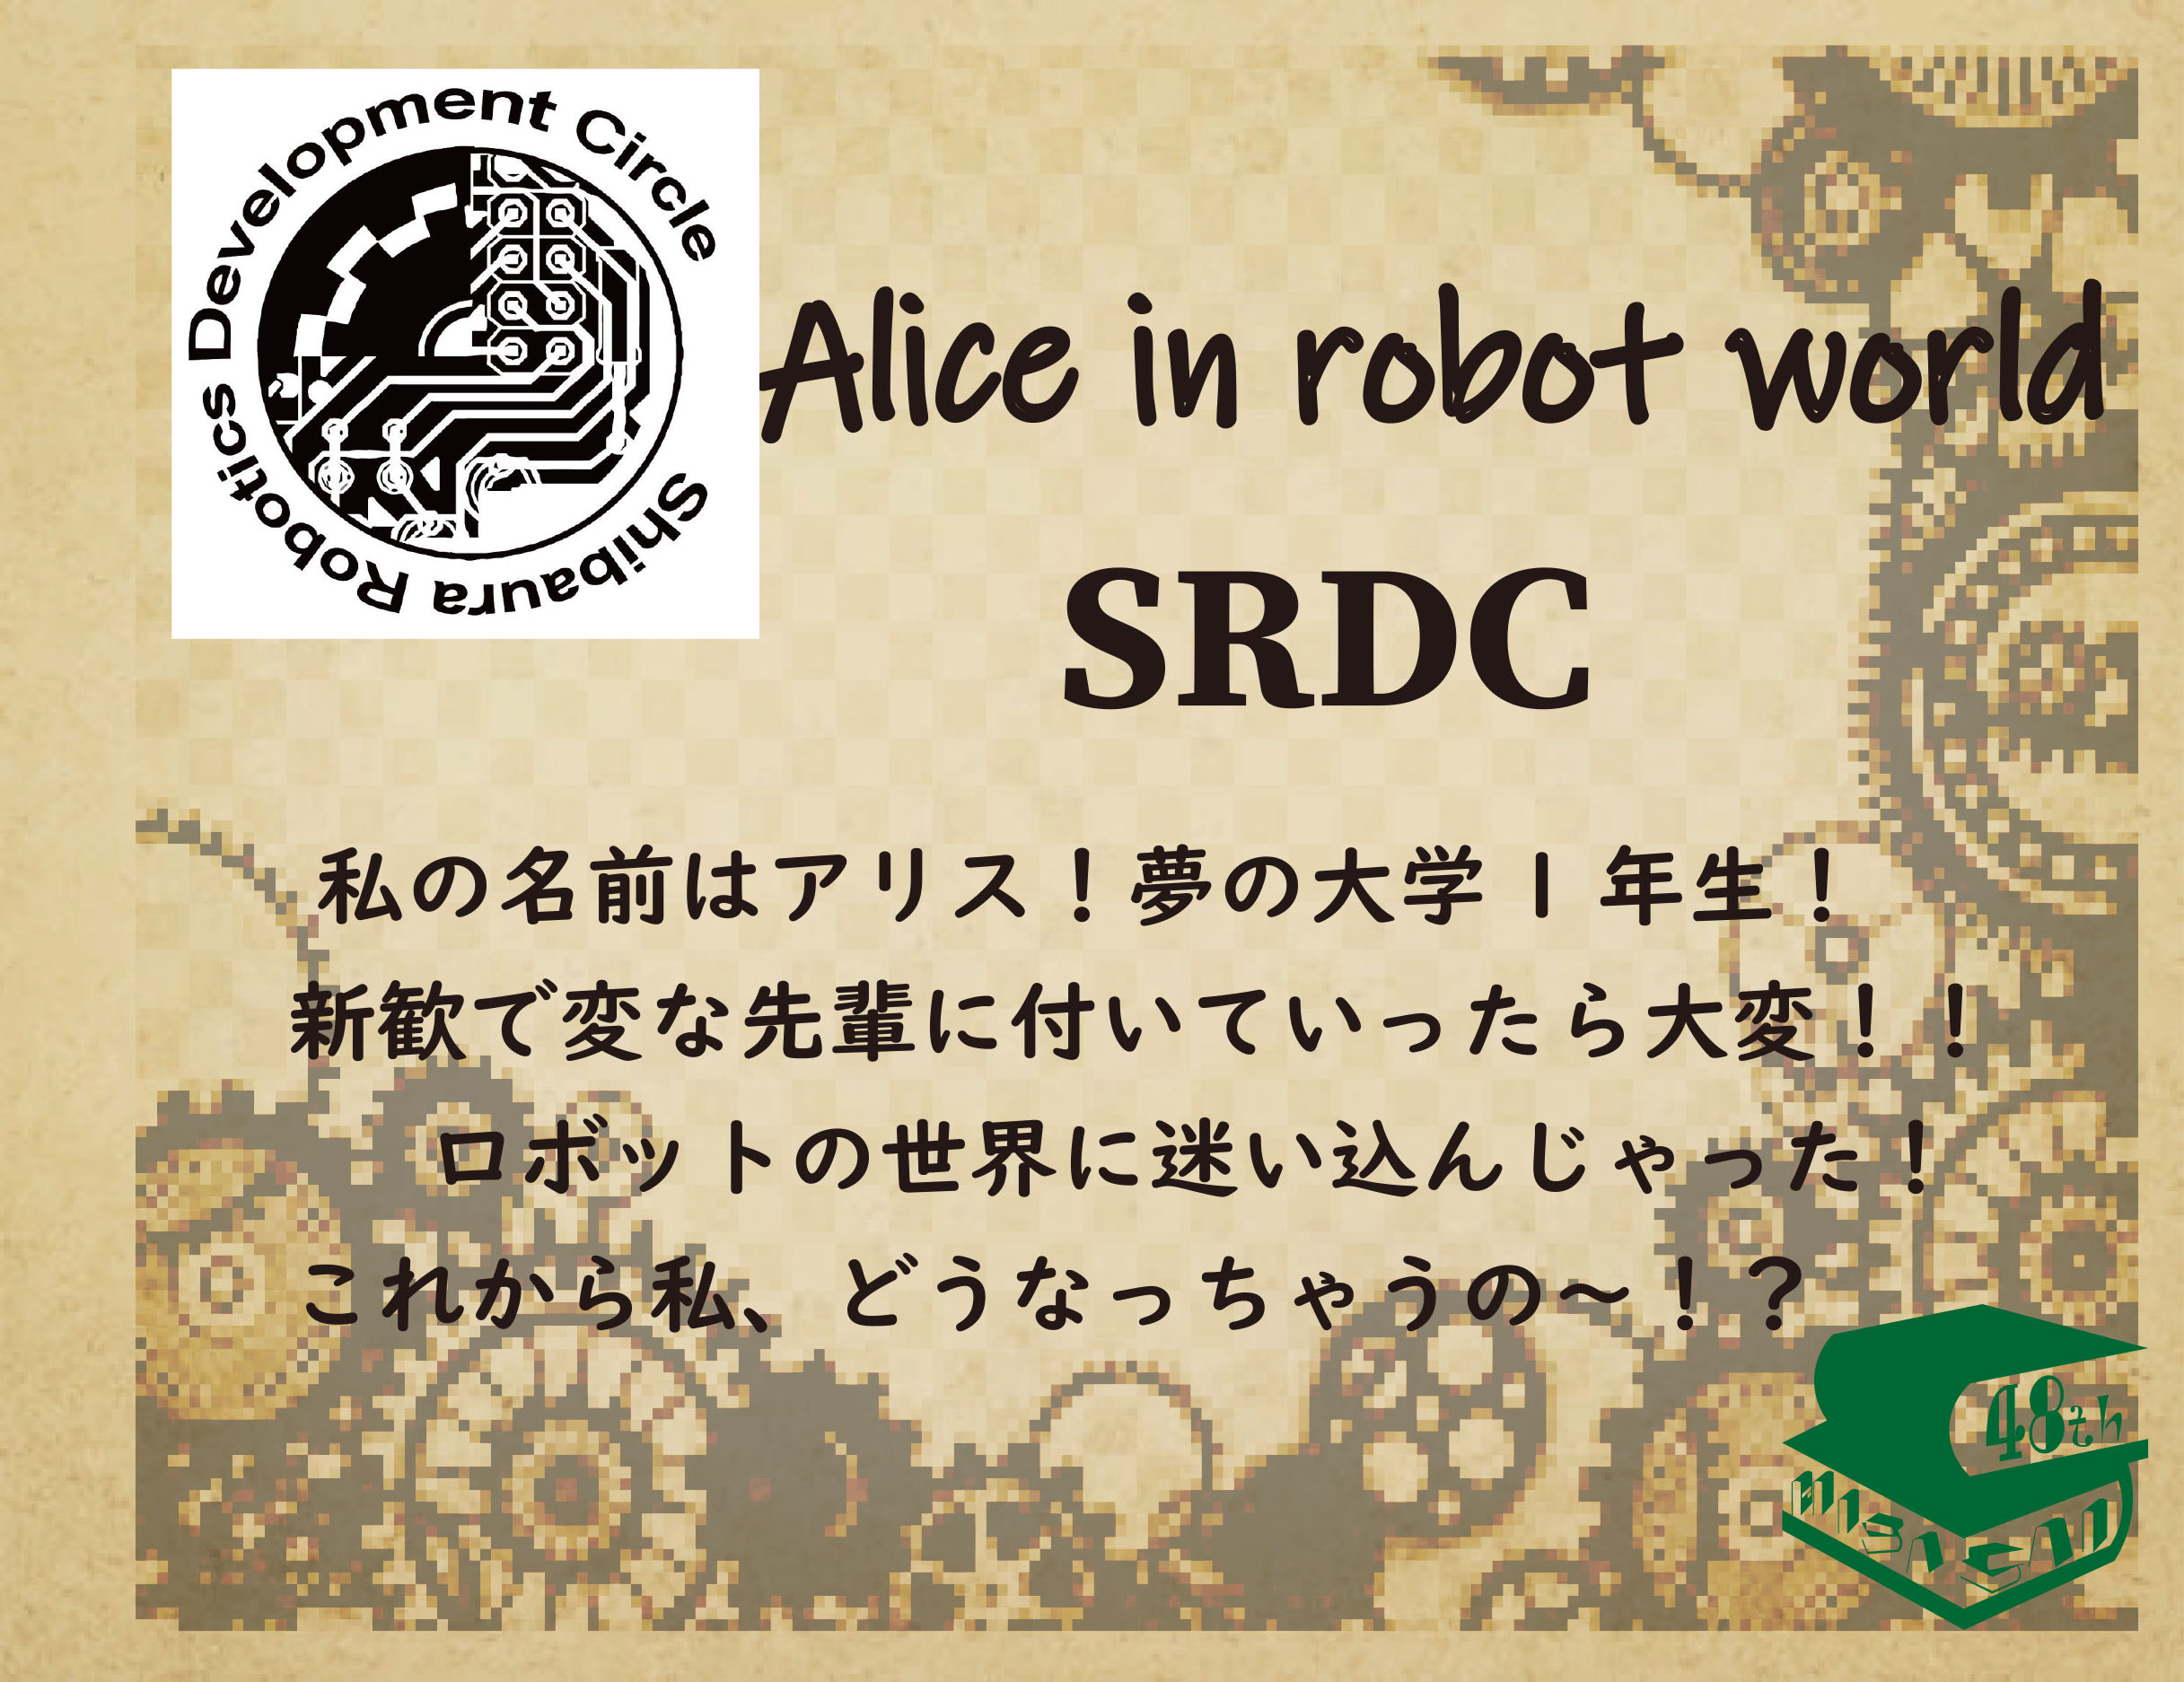 Shibaura Robotics Development Circle
Alice in robot world
SRDC
私の名前はアリス！夢の大学1年生！
新歓で変な先輩に付いていったら大変！！
ロボットの世界に迷い込んじゃった！
これから私、どうなっちゃうの～！？
48th